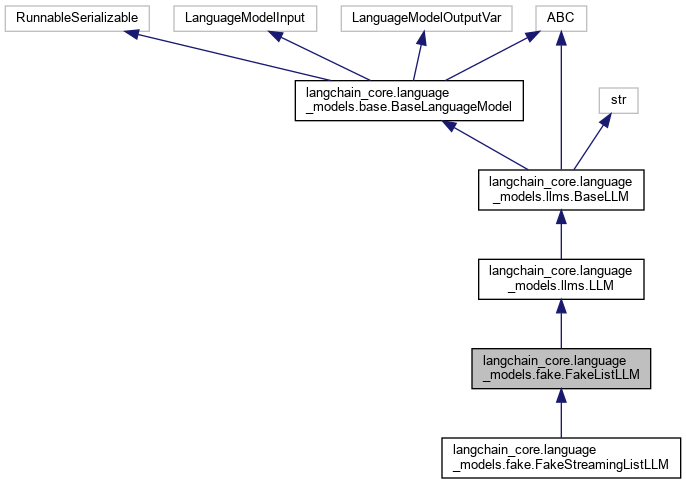 RunnableSerializable
LanguageModelInput
LanguageModelOutputVar
ABC
langchain_core.language
_models.base.BaseLanguageModel
str
langchain_core.language
_models.llms.BaseLLM
langchain_core.language
_models.llms.LLM
langchain_core.language
_models.fake.FakeListLLM
langchain_core.language
_models.fake.FakeStreamingListLLM